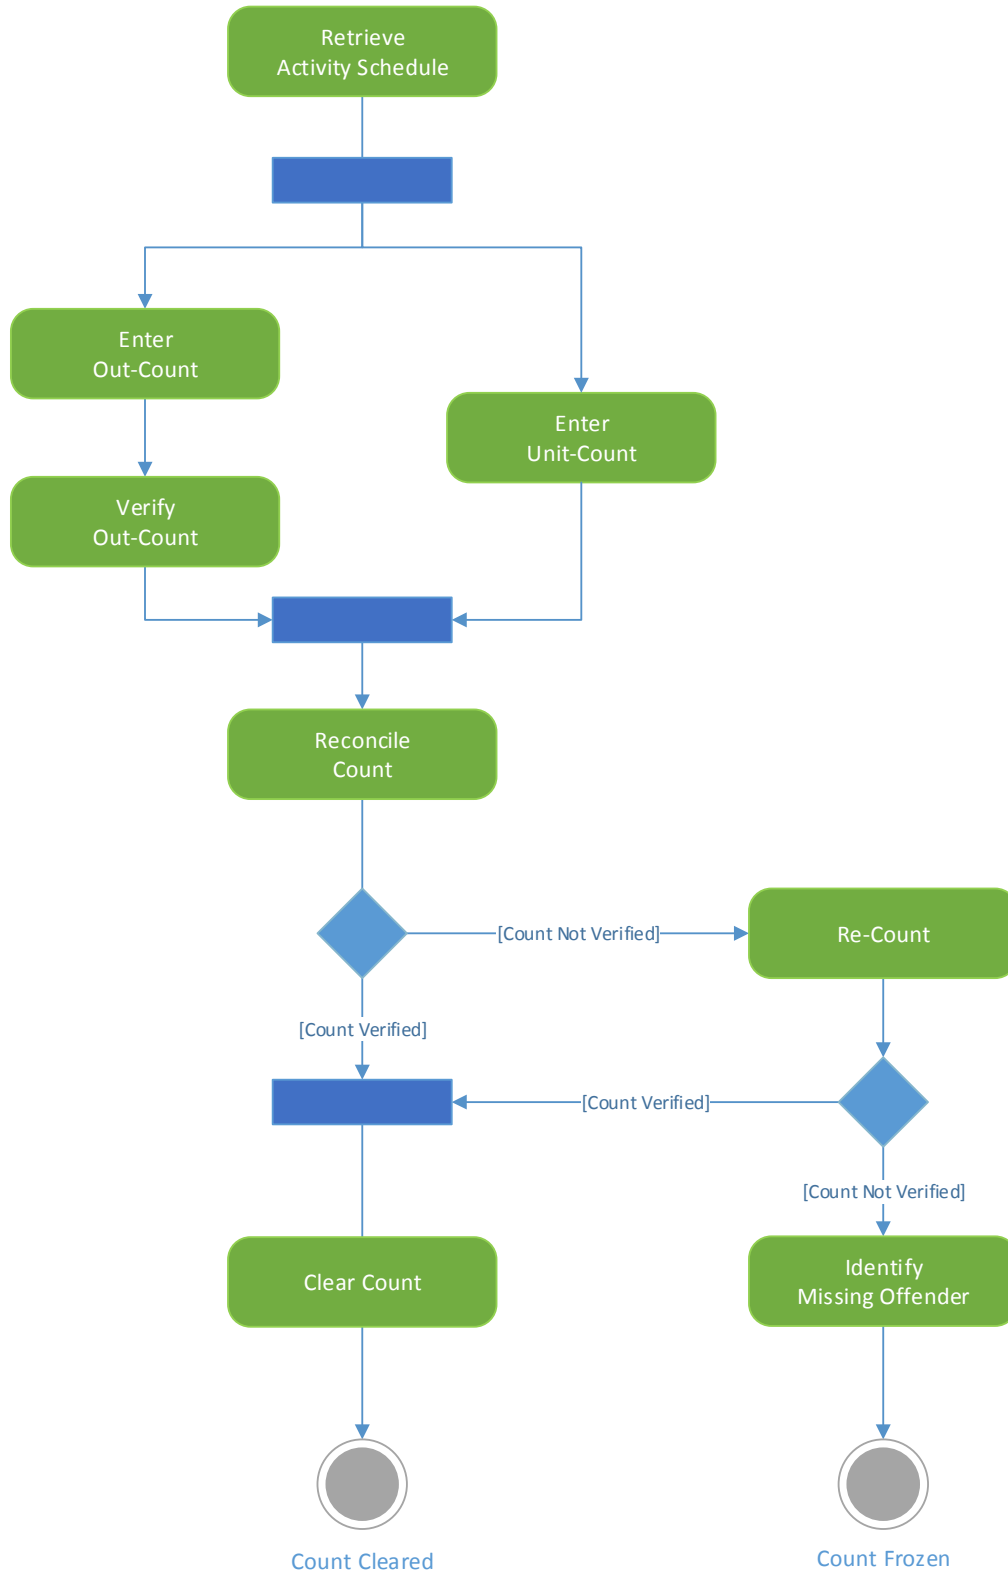 Retrieve
Activity Schedule
Enter
Out-Count
Enter
Unit-Count
Verify
Out-Count
Reconcile
Count
[Count Not Verified]
Re-Count
[Count Verified]
[Count Verified]
[Count Not Verified]
Clear Count
Identify
Missing Offender
Count Cleared
Count Frozen